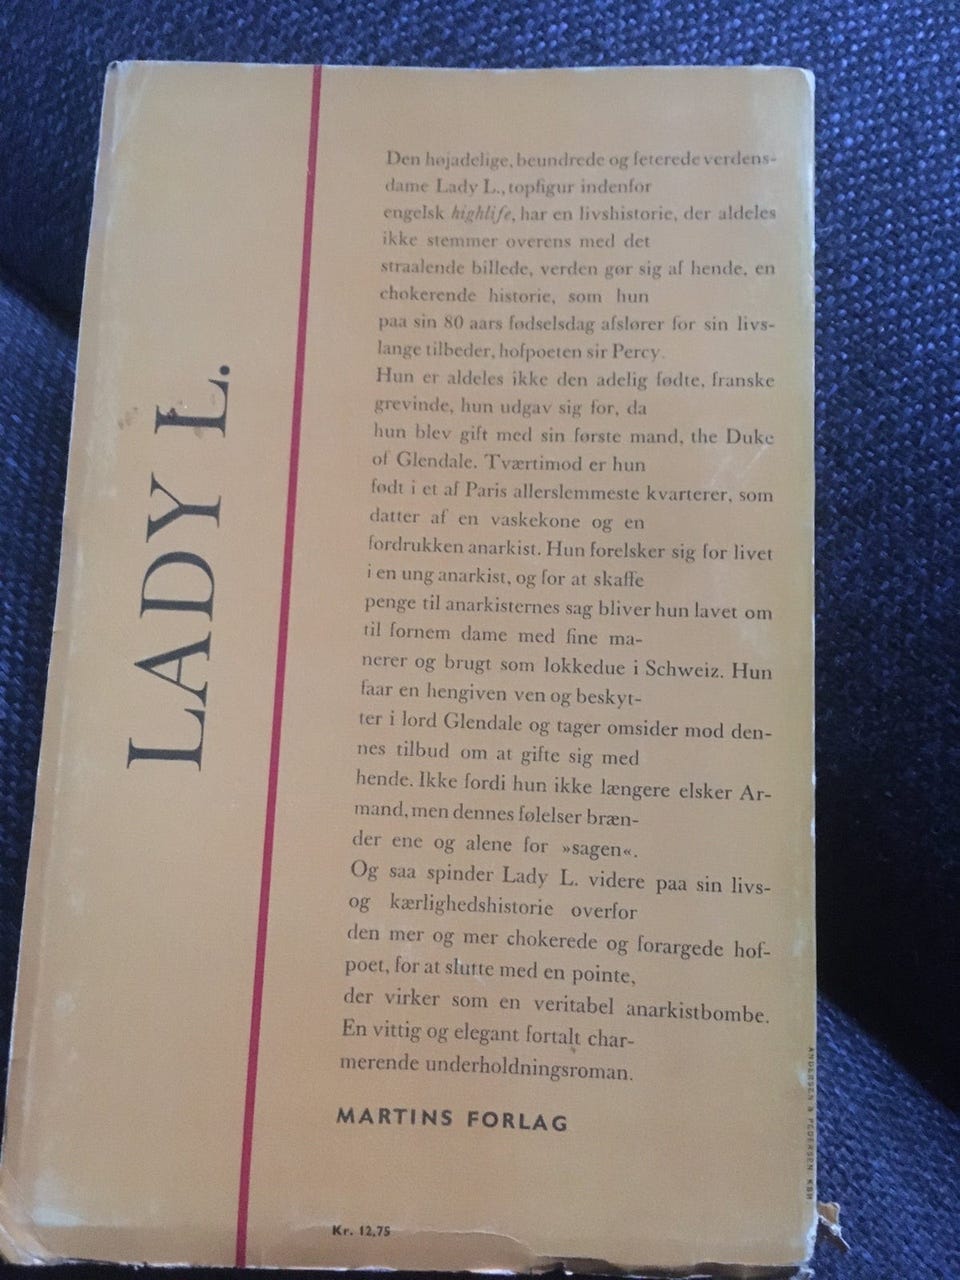 LADY L.
Den højadelige, beundrede og feterede verdens-
dame Lady L., topfigur indenfor
engelsk highlife, har en livshistorie, der aldeles
ikke stemmer overens med det
straalende billede, verden gør sig af hende, en
chokerende historie, som hun
paa sin 80 aars fødselsdag afslører for sin livs-
lange tilbeder, hofpoeten sir Percy.
Hun er aldeles ikke den adelig fødte, franske
grevinde, hun udgav sig for, da
hun blev gift med sin første mand, the Duke
of Glendale. Tværtimod er hun
født i et af Paris allerslemmeste kvarterer, som
datter af en vaskekone og en
fordrukken anarkist. Hun forelsker sig for livet
i en ung anarkist, og for at skaffe
penge til anarkisternes sag bliver hun lavet om
til fornem dame med fine ma-
nerer og brugt som lokkedue i Schweiz. Hun
faar en hengiven ven og beskyt-
ter i lord Glendale og tager omsider mod den-
nes tilbud om at gifte sig med
hende. Ikke fordi hun ikke længere elsker Ar-
mand, men dennes følelser bræn-
der ene og alene for »sagen«.
Og saa spinder Lady L. videre paa sin livs-
og kærlighedshistorie overfor
den mer og mer chokerede og forargede hof-
poet, for at slutte med en pointe,
der virker som en veritabel anarkistbombe.
En vittig og elegant fortalt char-
merende underholdningsroman.
MARTINS FORLAG
Kr. 12,75
ANDERSEN & PEDERSEN. KBH.